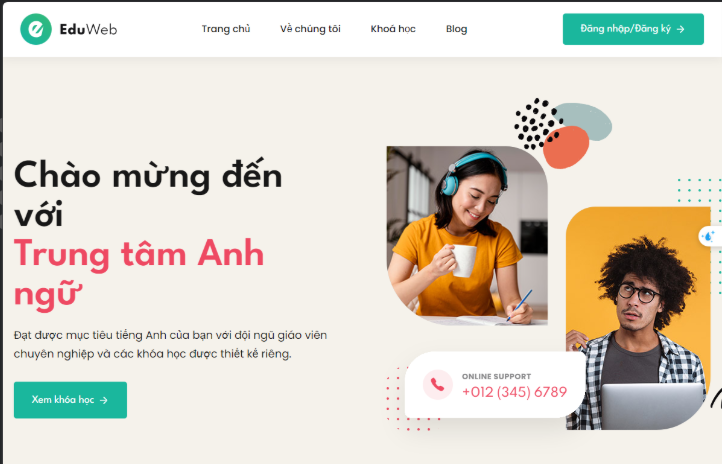 EduWeb
Trang chủ
Về chúng tôi
Khoá học
Blog
Đăng nhập/Đăng ký →
Chào mừng đến
với
Trung tâm Anh
ngữ
Đạt được mục tiêu tiếng Anh của bạn với đội ngũ giáo viên
chuyên nghiệp và các khóa học được thiết kế riêng.
Xem khóa học →
ONLINE SUPPORT
+012 (345) 6789